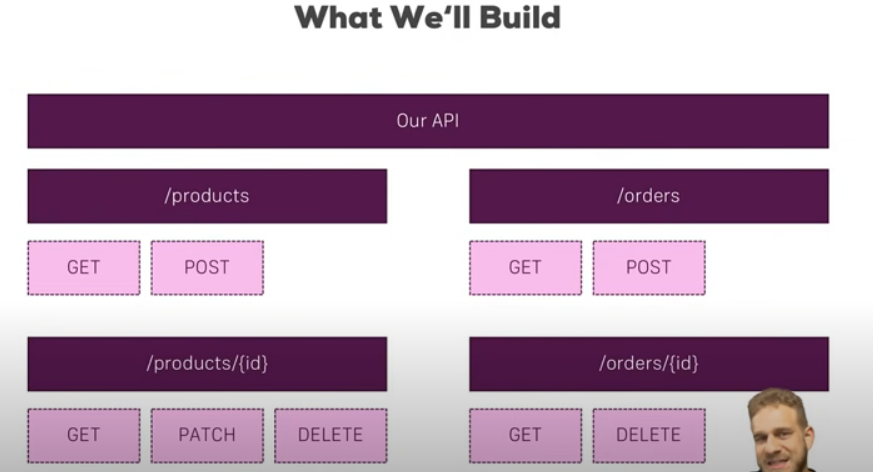 What We‘ll Build
Our API
/products
/orders
GET POST
GET POST
/products/{id}
/orders/{id}
GET PATCH DELETE
GET DELETE